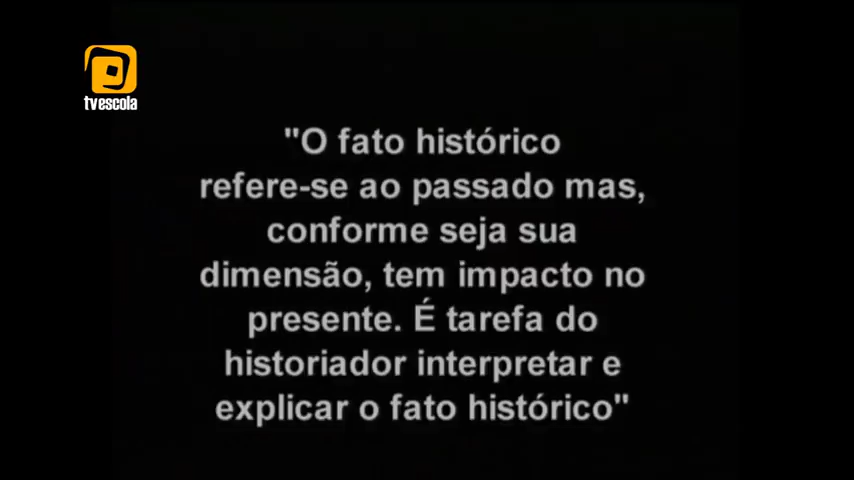 tvescola
"O fato histórico
refere-se ao passado mas,
conforme seja sua
dimensão, tem impacto no
presente. É tarefa do
historiador interpretar e
explicar o fato histórico"